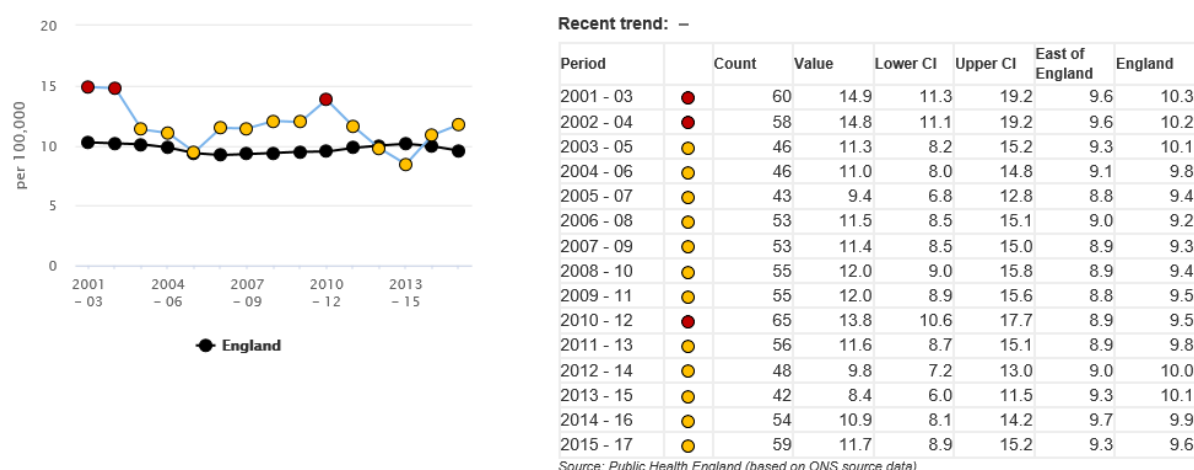 20
15
10
5
0
per 100,000
2001 - 03
2004 - 06
2007 - 09
2010 - 12
2013 - 15
England
Recent trend: –
Period Count Value Lower CI Upper CI East of England England
2001 - 03 60 14.9 11.3 19.2 9.6 10.3
2002 - 04 58 14.8 11.1 19.2 9.6 10.2
2003 - 05 46 11.3 8.2 15.2 9.3 10.1
2004 - 06 46 11.0 8.0 14.8 9.1 9.8
2005 - 07 43 9.4 6.8 12.8 8.8 9.4
2006 - 08 53 11.5 8.5 15.1 9.0 9.2
2007 - 09 53 11.4 8.5 15.0 8.9 9.3
2008 - 10 55 12.0 9.0 15.8 8.9 9.4
2009 - 11 55 12.0 8.9 15.6 8.8 9.5
2010 - 12 65 13.8 10.6 17.7 8.9 9.5
2011 - 13 56 11.6 8.7 15.1 8.9 9.8
2012 - 14 48 9.8 7.2 13.0 9.0 10.0
2013 - 15 42 8.4 6.0 11.5 9.3 10.1
2014 - 16 54 10.9 8.1 14.2 9.7 9.9
2015 - 17 59 11.7 8.9 15.2 9.3 9.6
Source: Public Health England (based on ONS source data)